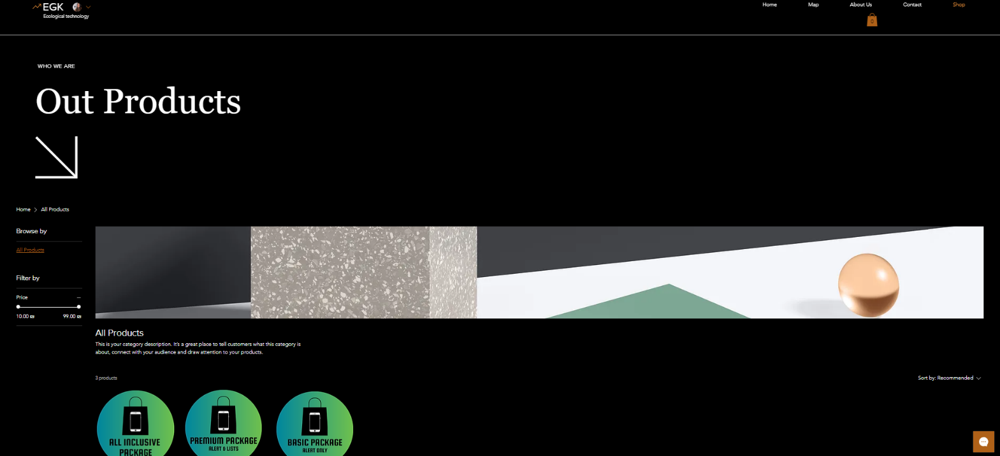 EGK
Ecological technology
Home
Map
About Us
Contact
Shop
0
WHO WE ARE
Out Products
Home > All Products
Browse by
All Products
Filter by
Price
10.00 ₪
99.00 ₪
All Products
This is your category description. It's a great place to tell customers what this category is
about, connect with your audience and draw attention to your products.
3 products
Sort by: Recommended
ALL INCLUSIVE
PACKAGE
PREMIUM PACKAGE
ALERT & LISTS
BASIC PACKAGE
ALERT ONLY